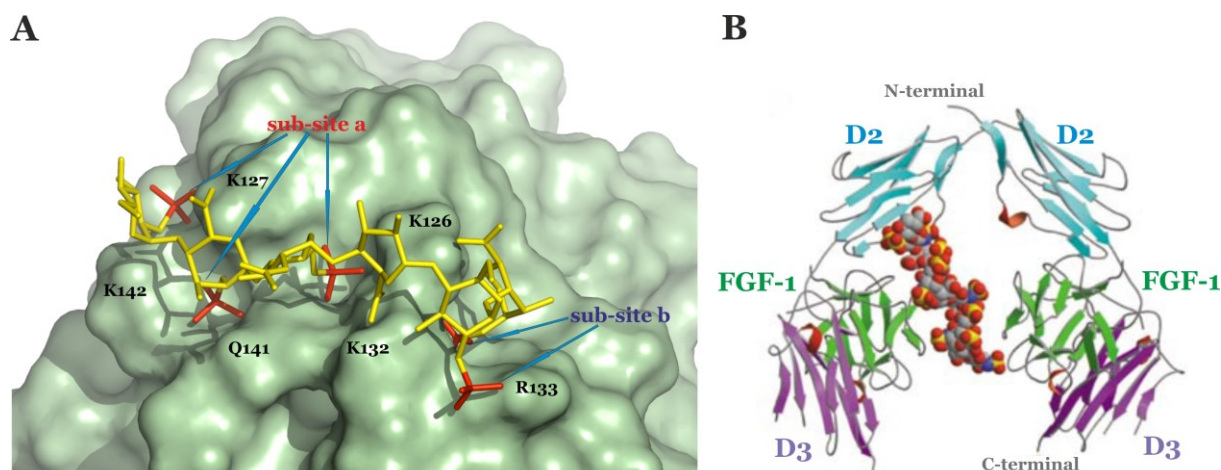 A
sub-site a
K127
K126
K142
sub-site b
Q141
K132
R133
B
N-terminal
D2
D2
FGF-1
FGF-1
D3
C-terminal
D3